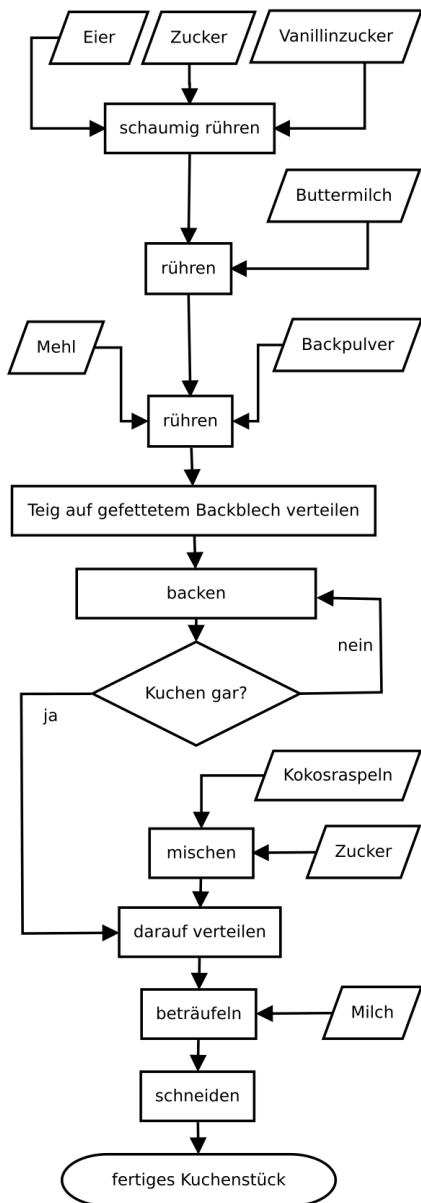 Eier
Zucker
Vanillinzucker
schaumig rühren
Buttermilch
rühren
Mehl
Backpulver
rühren
Teig auf gefettetem Backblech verteilen
backen
nein
Kuchen gar?
ja
Kokosraspeln
mischen
Zucker
darauf verteilen
beträufeln
Milch
schneiden
fertiges Kuchenstück